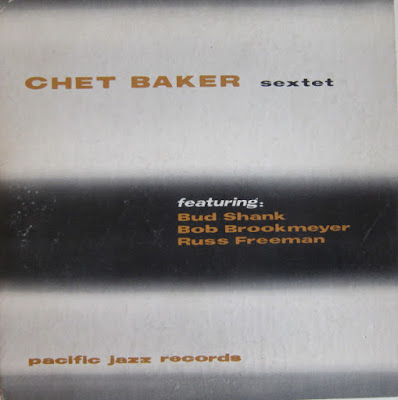 CHET BAKER sextet
featuring:
Bud Shank
Bob Brookmeyer
Russ Freeman
pacific jazz records